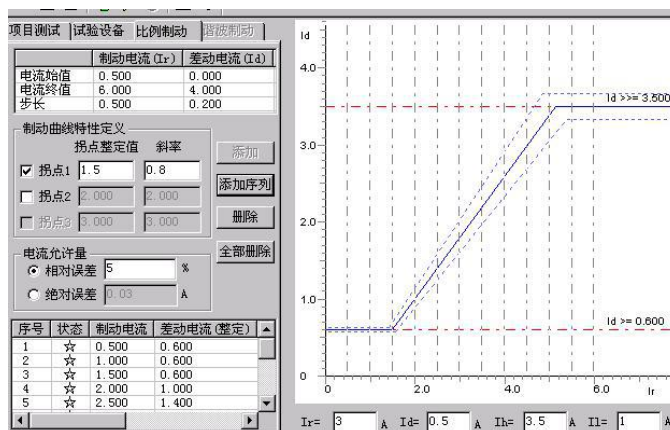 项目测试 试验设备 比例制动 谐波制动
制动电流(Ir) 差动电流(Id)
电流始值 0.500 0.000
电流终值 6.000 4.000
步长 0.500 0.200
制动曲线特性定义
拐点整定值 斜率
拐点1 1.5 0.8
拐点2 2.000 2.000
拐点3 3.000 3.000
添加
添加序列
删除
全部删除
电流允许量
相对误差 5 %
绝对误差 0.03 A
序号 状态 制动电流 差动电流(整定)
1 ☆ 0.500 0.600
2 ☆ 1.000 0.600
3 ☆ 1.500 0.600
4 ☆ 2.000 1.000
5 ☆ 2.500 1.400
Id
4.0
3.0
2.0
1.0
0
Id >>= 3.500
Id >= 0.600
0 2.0 4.0 6.0 Ir
Ir= 3 A Id= 0.5 A Ih= 3.5 A Il= 1 A